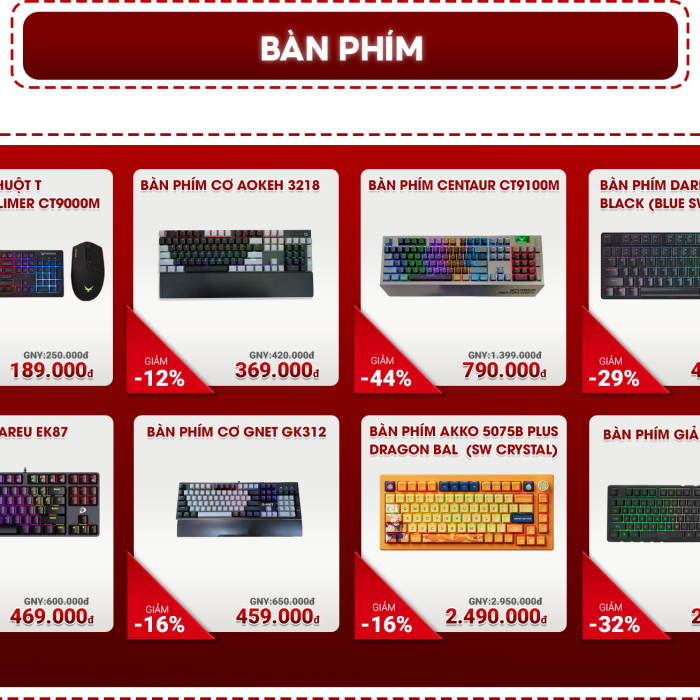 BÀN PHÍM
HUỘT T
LIMER CT9000M
GNY:250.000đ
189.000đ
BÀN PHÍM CƠ AOKEH 3218
GIẢM
-12%
GNY:420.000đ
369.000đ
BÀN PHÍM CENTAUR CT9100M
GIẢM
-44%
GNY:1.399.000đ
790.000đ
BÀN PHÍM DAR
BLACK (BLUE SW
GIẢM
-29%
4
AREU EK87
GNY:600.000đ
469.000đ
BÀN PHÍM CƠ GNET GK312
GIẢM
-16%
GNY:650.000đ
459.000đ
BÀN PHÍM AKKO 5075B PLUS
DRAGON BAL (SW CRYSTAL)
GIẢM
-16%
GNY:2.950.000đ
2.490.000đ
BÀN PHÍM GIẢ
GIẢM
-32%
2